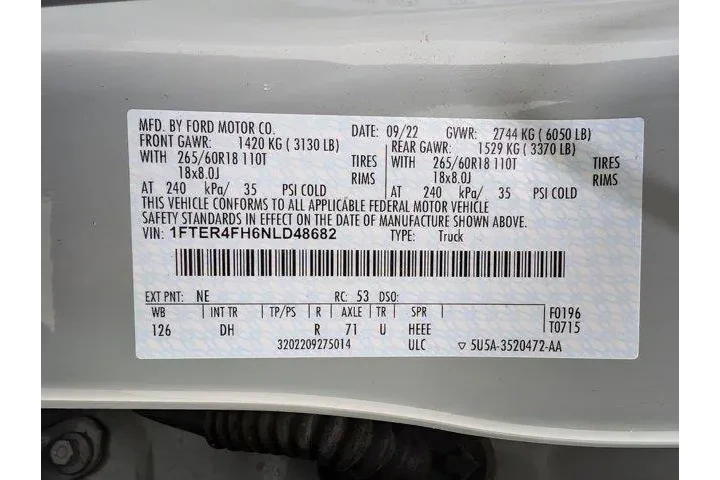 MFD. BY FORD MOTOR CO. DATE: 09/22 GVWR: 2744 KG ( 6050 LB)
FRONT GAWR: 1420 KG ( 3130 LB) REAR GAWR: 1529 KG ( 3370 LB)
WITH 265/60R18 110T TIRES WITH 265/60R18 110T TIRES
18x8.0J RIMS 18x8.0J RIMS
AT 240 kPa/ 35 PSI COLD AT 240 kPa/ 35 PSI COLD
THIS VEHICLE CONFORMS TO ALL APPLICABLE FEDERAL MOTOR VEHICLE
SAFETY STANDARDS IN EFFECT ON THE DATE OF MANUFACTURE SHOWN ABOVE.
VIN: 1FTER4FH6NLD48682 TYPE: Truck
EXT PNT: NE RC: 53 DSO:
WB INT TR TP/PS R AXLE TR SPR F0196
126 DH R 71 U HEEE T0715
3202209275014 ULC ▽ 5U5A-3520472-AA